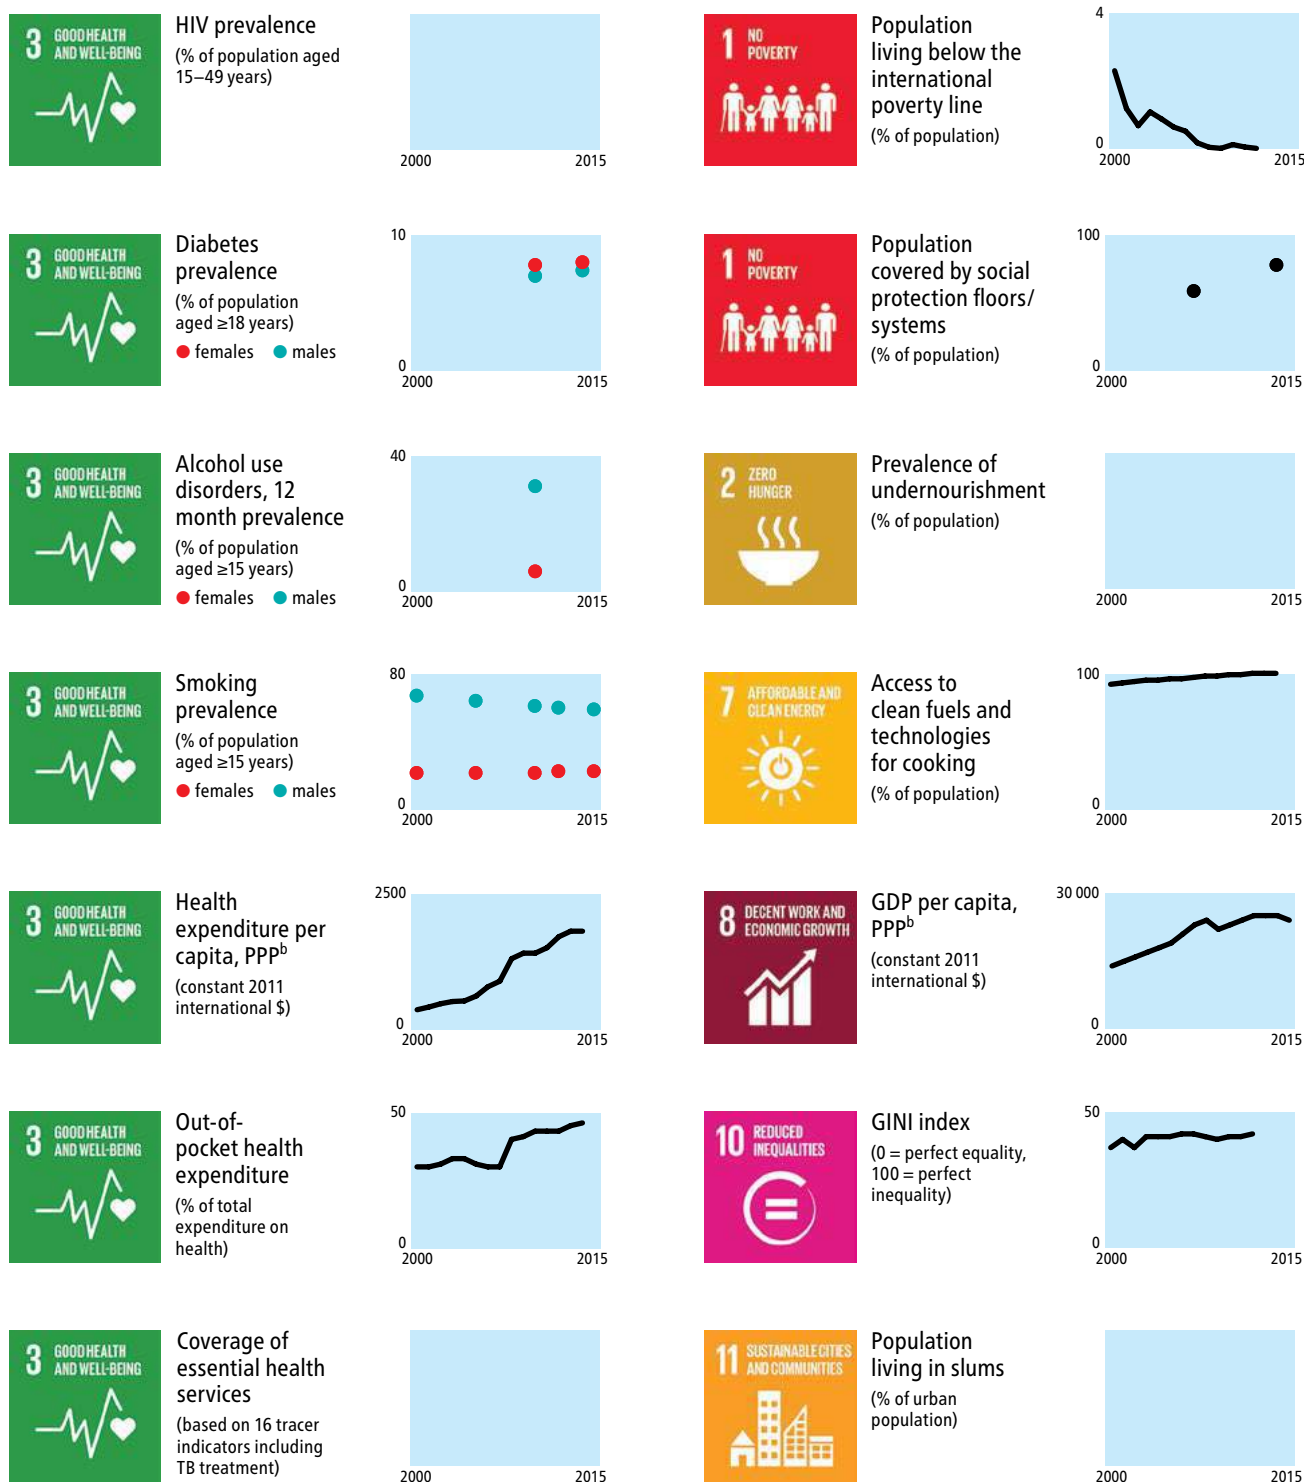 3 GOOD HEALTH
AND WELL-BEING
HIV prevalence
(% of population aged
15–49 years)
2000 2015
1 NO
POVERTY
Population
living below the
international
poverty line
(% of population)
4
0
2000 2015
3 GOOD HEALTH
AND WELL-BEING
Diabetes
prevalence
(% of population
aged ≥18 years)
females males
10
0
2000 2015
1 NO
POVERTY
Population
covered by social
protection floors/
systems
(% of population)
100
0
2000 2015
3 GOOD HEALTH
AND WELL-BEING
Alcohol use
disorders, 12
month prevalence
(% of population
aged ≥15 years)
females males
40
0
2000 2015
2 ZERO
HUNGER
Prevalence of
undernourishment
(% of population)
2000 2015
3 GOOD HEALTH
AND WELL-BEING
Smoking
prevalence
(% of population
aged ≥15 years)
females males
80
0
2000 2015
7 AFFORDABLE AND
CLEAN ENERGY
Access to
clean fuels and
technologies
for cooking
(% of population)
100
0
2000 2015
3 GOOD HEALTH
AND WELL-BEING
Health
expenditure per
capita, PPPb
(constant 2011
international $)
2500
0
2000 2015
8 DECENT WORK AND
ECONOMIC GROWTH
GDP per capita,
PPPb
(constant 2011
international $)
30 000
0
2000 2015
3 GOOD HEALTH
AND WELL-BEING
Out-of-
pocket health
expenditure
(% of total
expenditure on
health)
50
0
2000 2015
10 REDUCED
INEQUALITIES
GINI index
(0 = perfect equality,
100 = perfect
inequality)
50
0
2000 2015
3 GOOD HEALTH
AND WELL-BEING
Coverage of
essential health
services
(based on 16 tracer
indicators including
TB treatment)
2000 2015
11 SUSTAINABLE CITIES
AND COMMUNITIES
Population
living in slums
(% of urban
population)
2000 2015